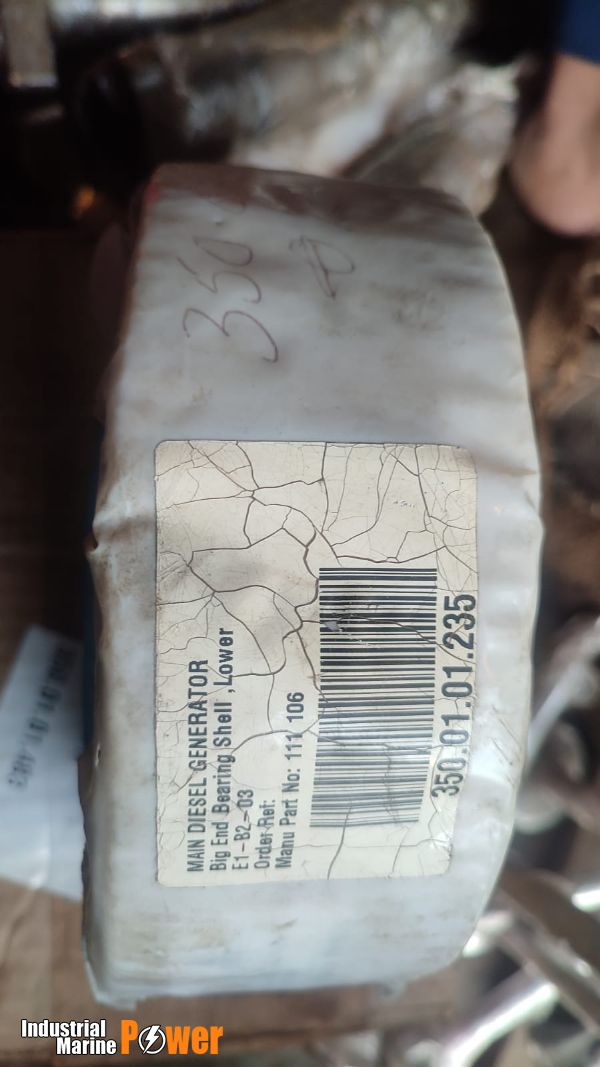 350
MAIN DIESEL GENERATOR
Big End Bearing Shell ,Lower
E1-B2-03
Order Ref:
Manu Part No: 111 106
350.01.01.235
Industrial
Marine Power